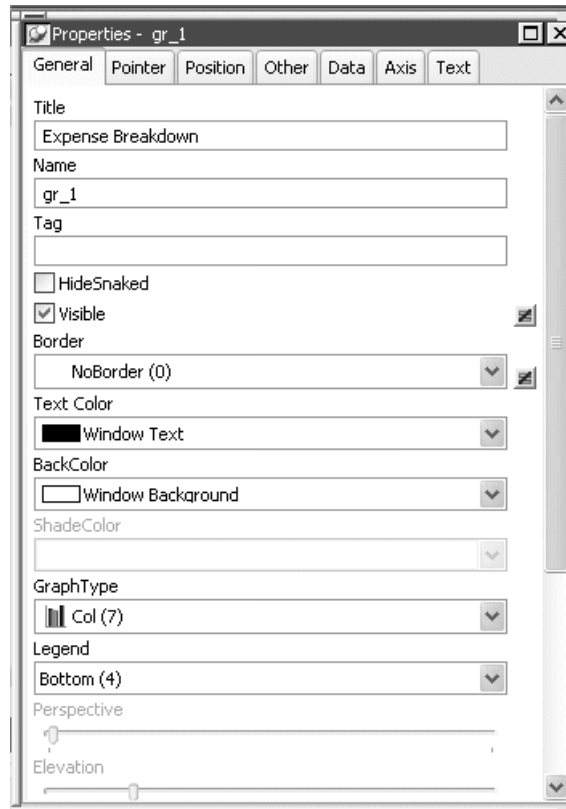 Properties - gr_1
General Pointer Position Other Data Axis Text
Title
Expense Breakdown
Name
gr_1
Tag
HideSnaked
Visible
Border
NoBorder (0)
Text Color
Window Text
BackColor
Window Background
ShadeColor
GraphType
Col (7)
Legend
Bottom (4)
Perspective
Elevation